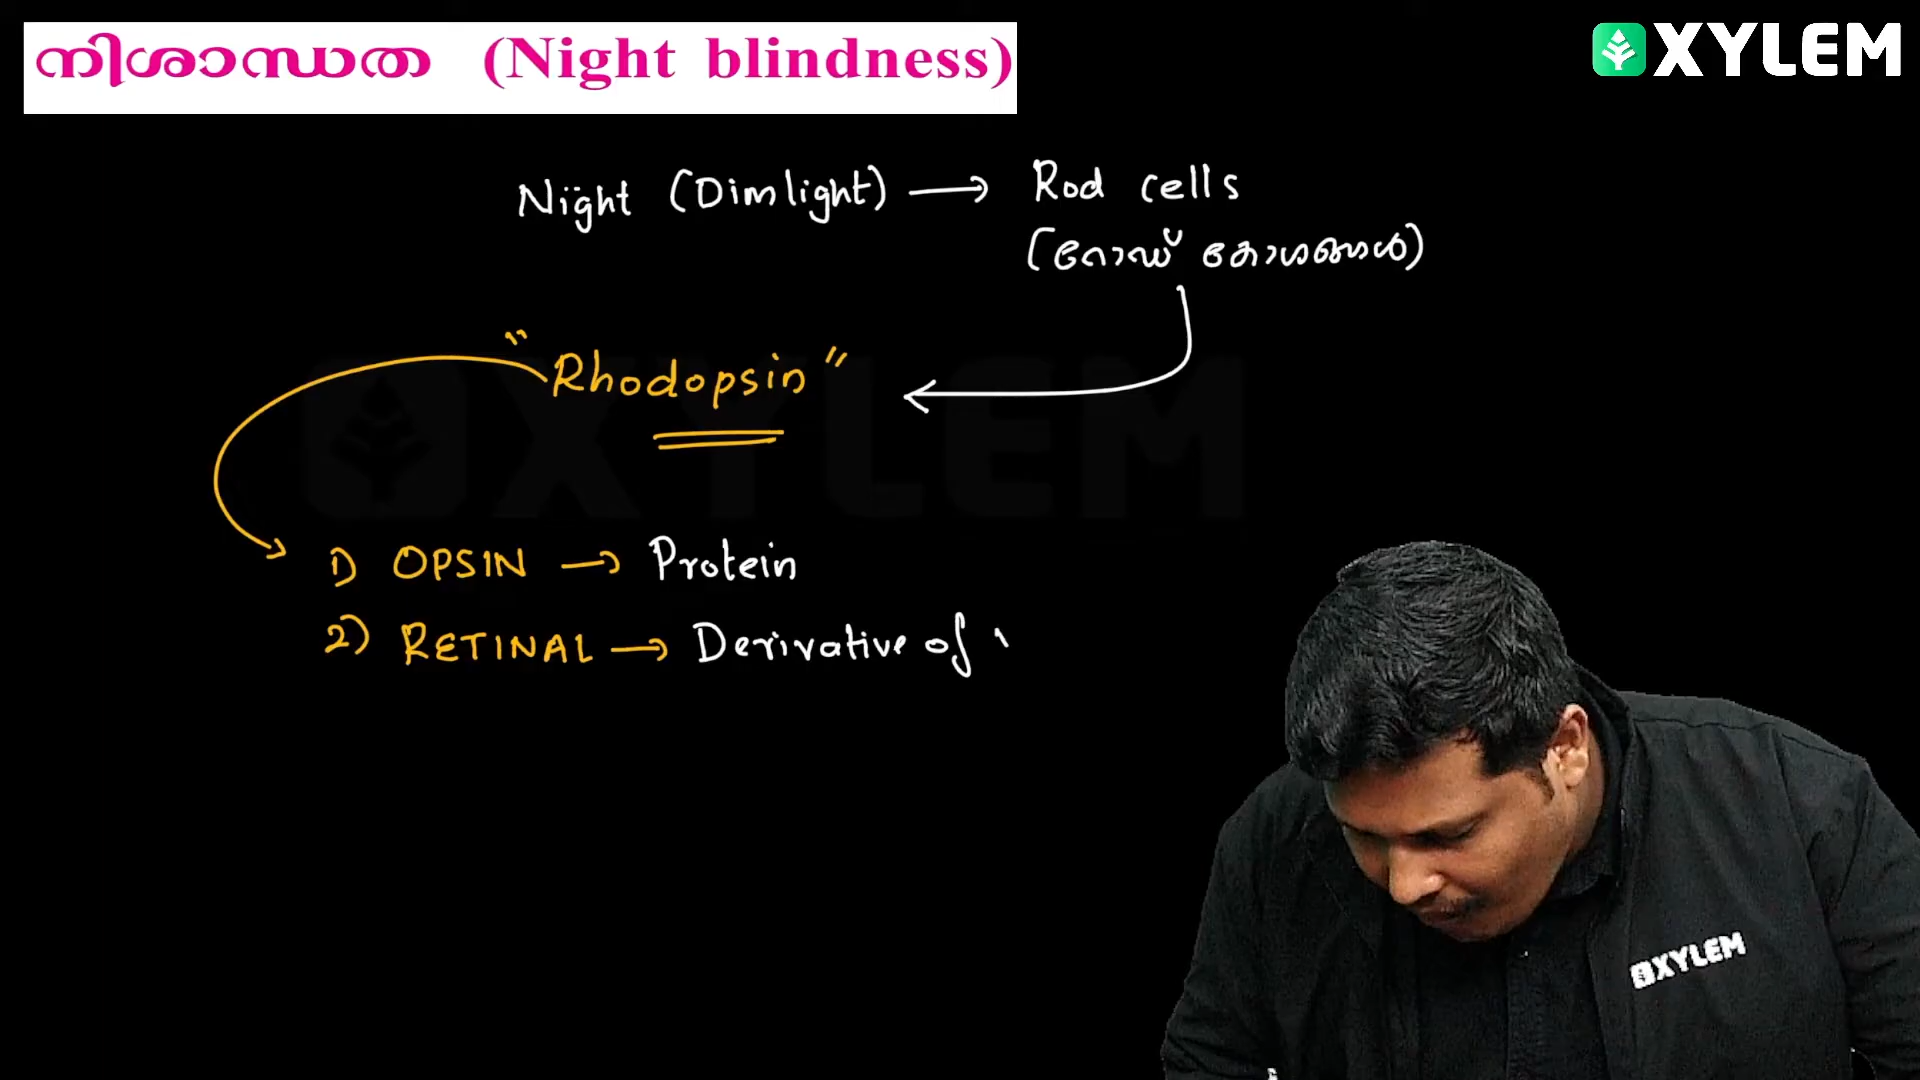 നിശാന്ധത (Night blindness)
XYLEM
Night (Dimlight) → Rod cells
(റോഡ് കോശങ്ങൾ)
"Rhodopsin"
XYLEM
1) OPSIN → Protein
2) RETINAL → Derivative of
XYLEM